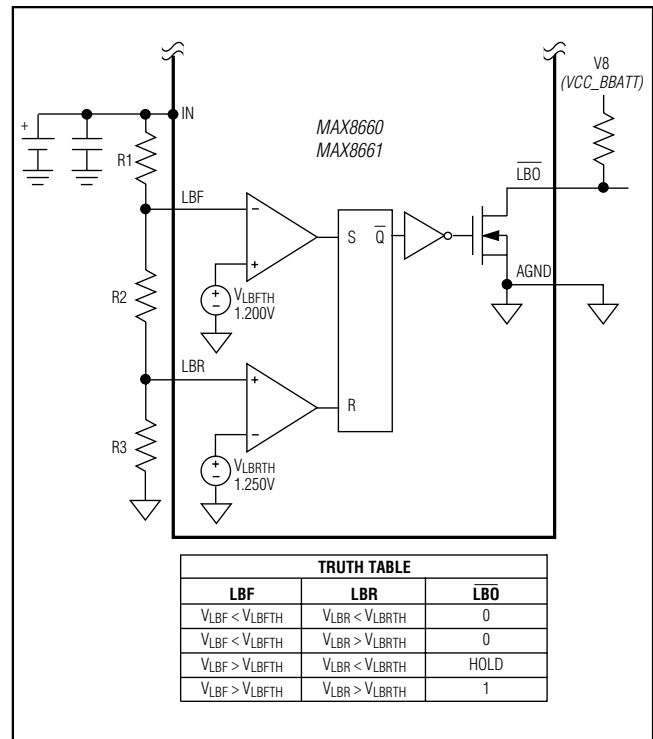 V8
(VCC_BBATT)
+
IN
MAX8660
MAX8661
R1
LBO
LBF
−
S
Q
+
AGND
+
−
VLBFTH
1.200V
R2
LBR
+
R
−
R3
+
−
VLBRTH
1.250V
TRUTH TABLE
LBF LBR LBO
VLBF < VLBFTH VLBR < VLBRTH 0
VLBF < VLBFTH VLBR > VLBRTH 0
VLBF > VLBFTH VLBR < VLBRTH HOLD
VLBF > VLBFTH VLBR > VLBRTH 1